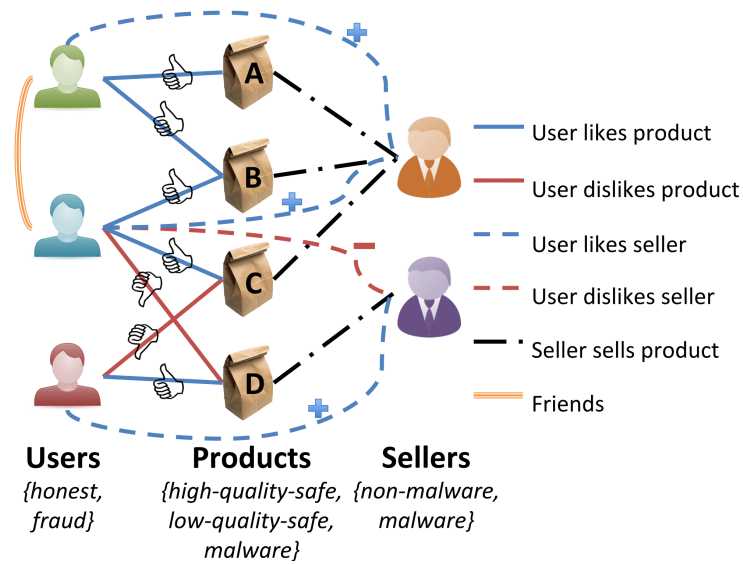 A
B
C
D
User likes product
User dislikes product
User likes seller
User dislikes seller
Seller sells product
Friends
Users
{honest,
fraud}
Products
{high-quality-safe,
low-quality-safe,
malware}
Sellers
{non-malware,
malware}